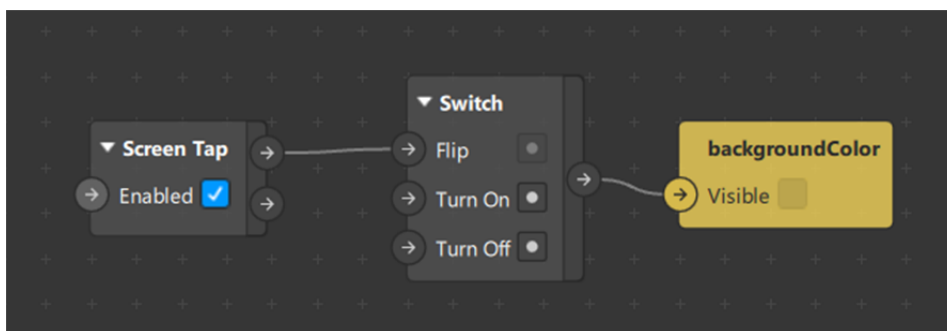 Screen Tap
Enabled
Switch
Flip
Turn On
Turn Off
backgroundColor
Visible